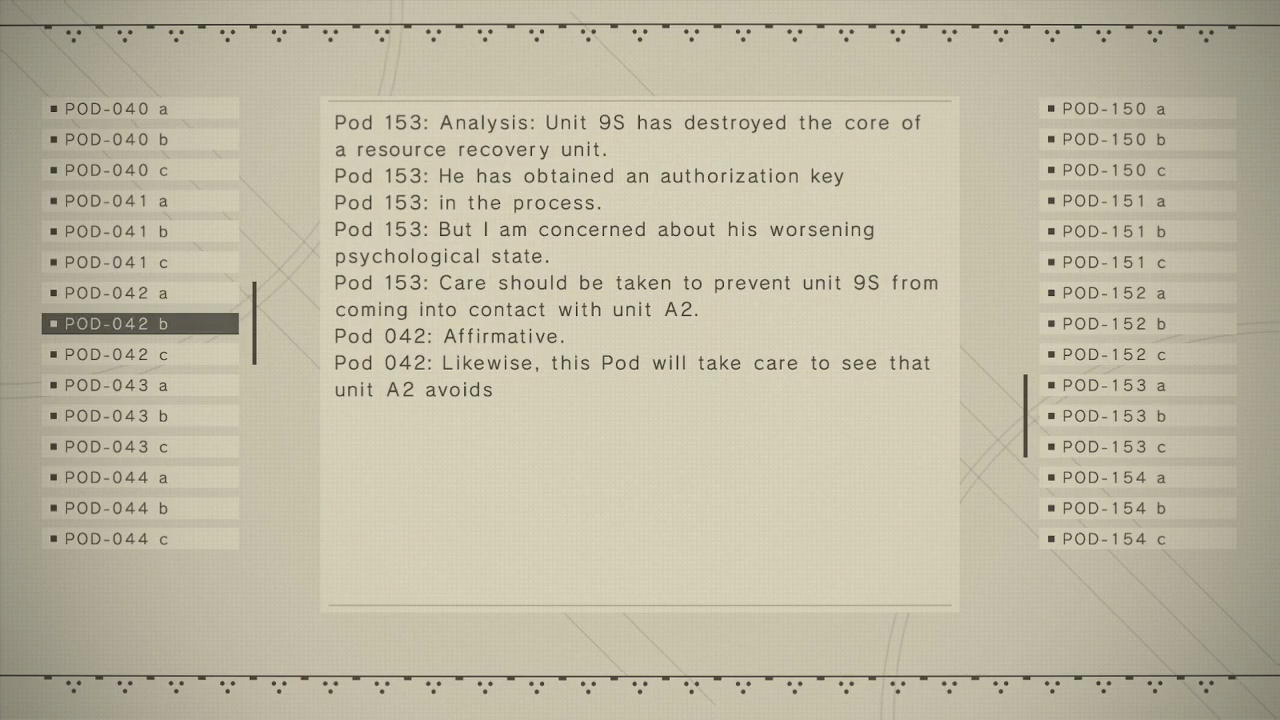 POD-040 a
POD-040 b
POD-040 c
POD-041 a
POD-041 b
POD-041 c
POD-042 a
POD-042 b
POD-042 c
POD-043 a
POD-043 b
POD-043 c
POD-044 a
POD-044 b
POD-044 c
Pod 153: Analysis: Unit 9S has destroyed the core of
a resource recovery unit.
Pod 153: He has obtained an authorization key
Pod 153: in the process.
Pod 153: But I am concerned about his worsening
psychological state.
Pod 153: Care should be taken to prevent unit 9S from
coming into contact with unit A2.
Pod 042: Affirmative.
Pod 042: Likewise, this Pod will take care to see that
unit A2 avoids
POD-150 a
POD-150 b
POD-150 c
POD-151 a
POD-151 b
POD-151 c
POD-152 a
POD-152 b
POD-152 c
POD-153 a
POD-153 b
POD-153 c
POD-154 a
POD-154 b
POD-154 c